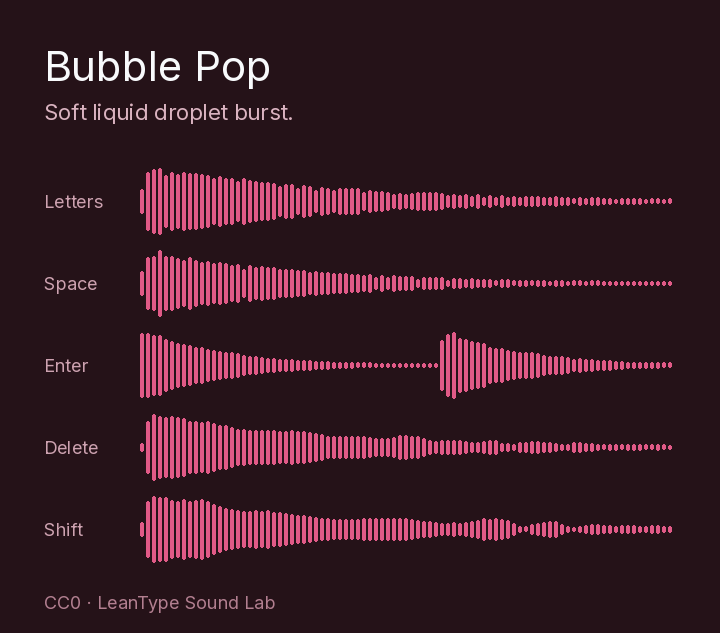 Bubble Pop
Soft liquid droplet burst.
Letters
Space
Enter
Delete
Shift
CC0 · LeanType Sound Lab